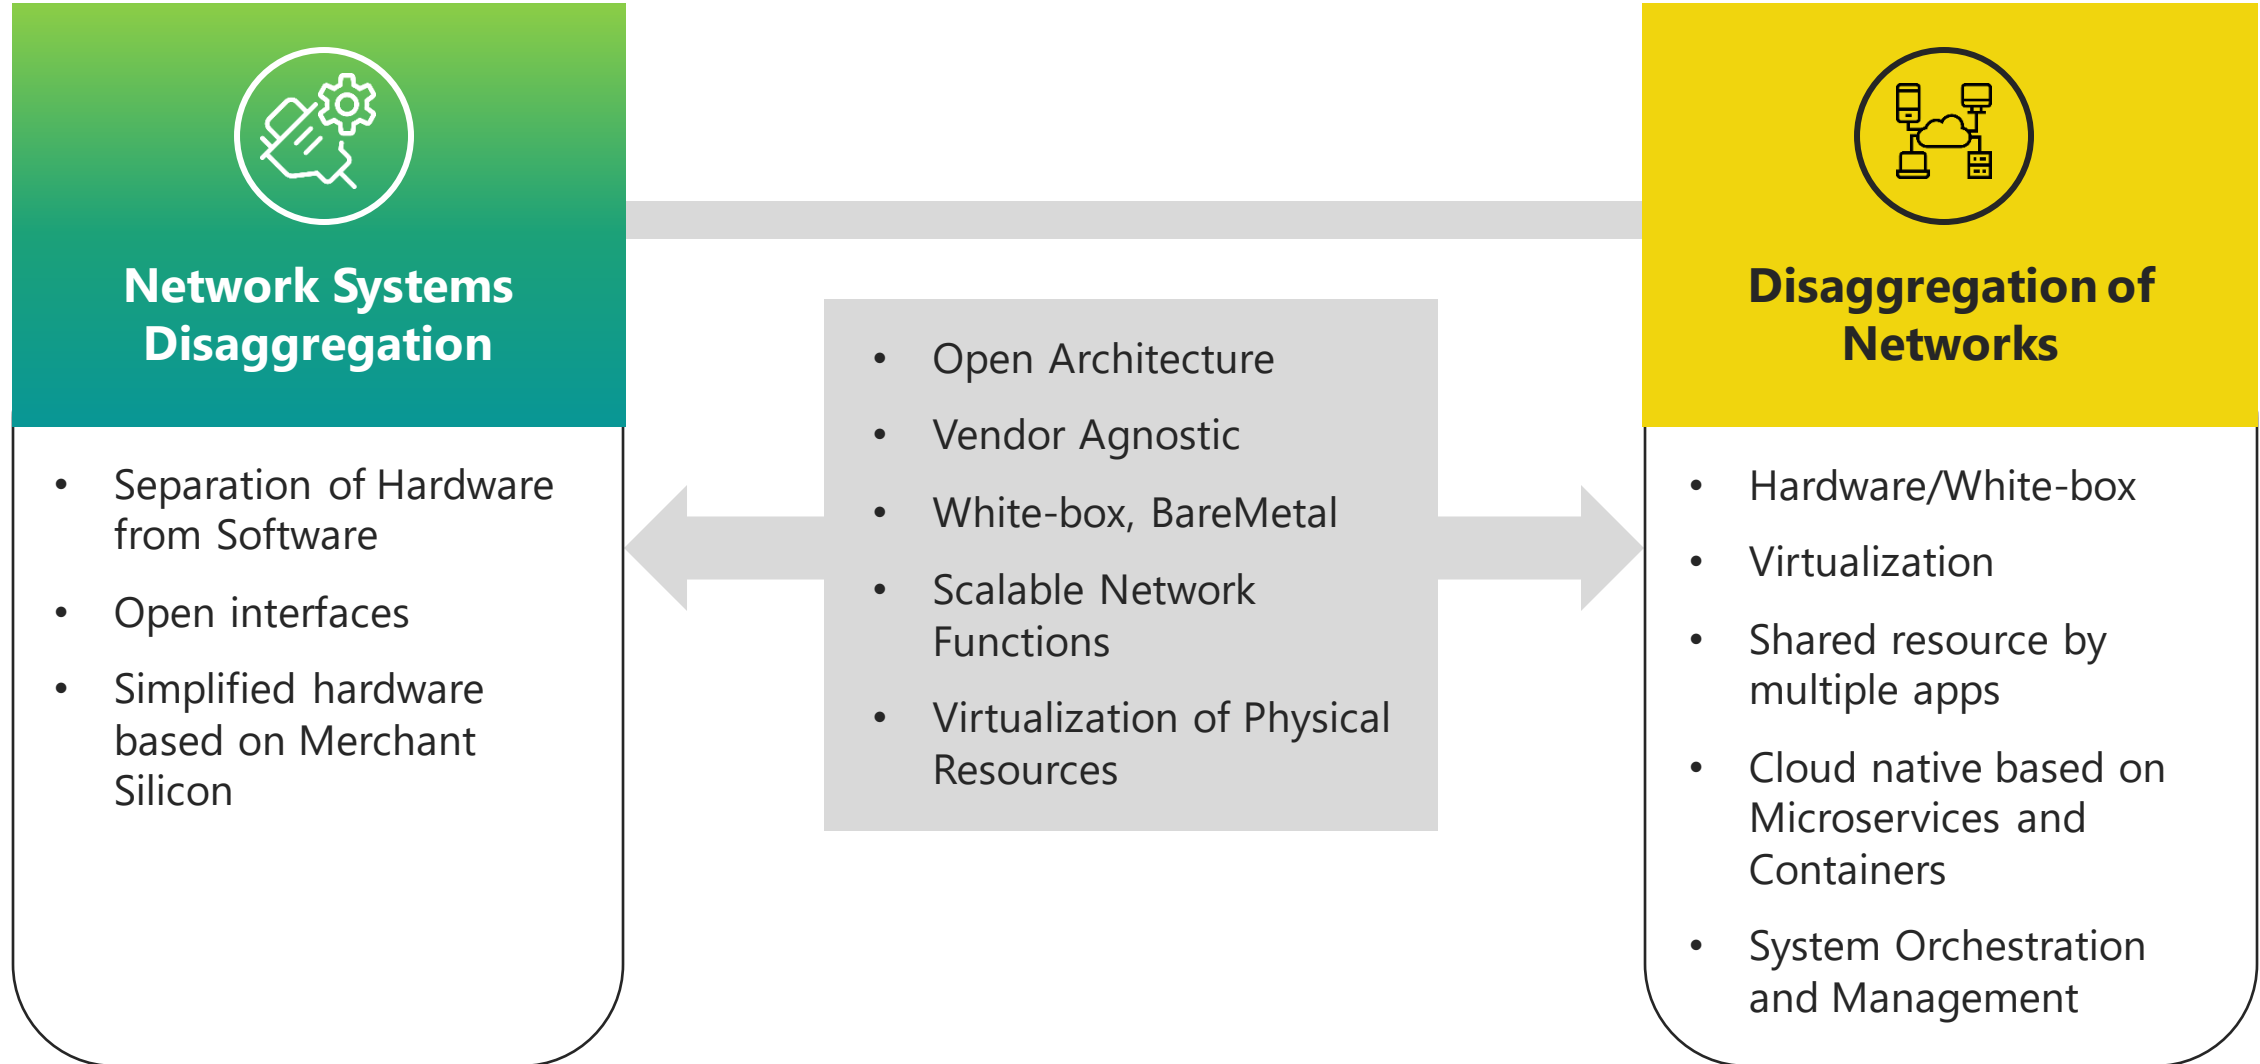 Network Systems
Disaggregation
• Separation of Hardware
from Software
• Open interfaces
• Simplified hardware
based on Merchant
Silicon
• Open Architecture
• Vendor Agnostic
• White-box, BareMetal
• Scalable Network
Functions
• Virtualization of Physical
Resources
Disaggregation of
Networks
• Hardware/White-box
• Virtualization
• Shared resource by
multiple apps
• Cloud native based on
Microservices and
Containers
• System Orchestration
and Management